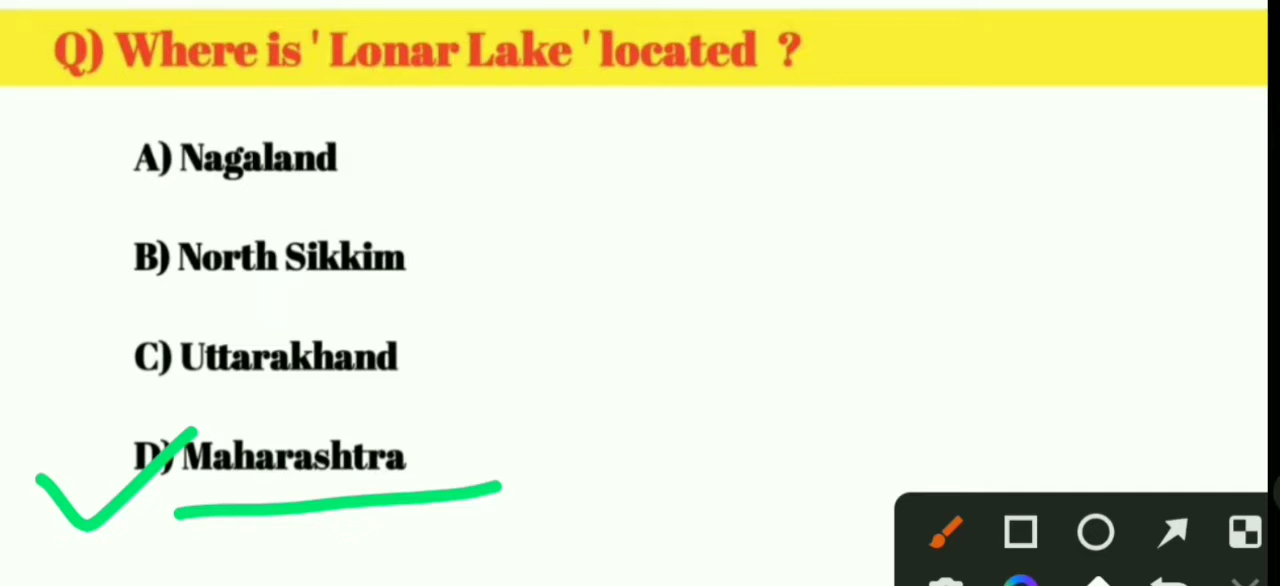 Q) Where is ' Lonar Lake ' located ?
A) Nagaland
B) North Sikkim
C) Uttarakhand
D) Maharashtra